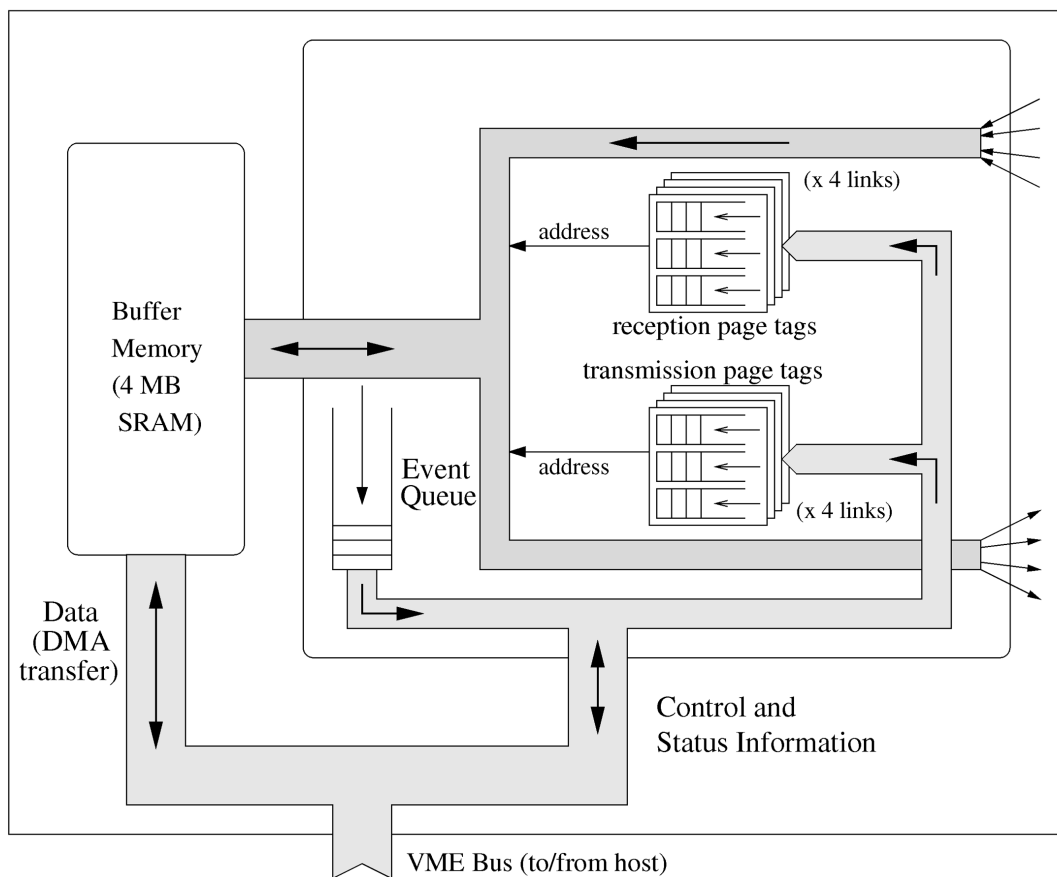 (x 4 links)
address
reception page tags
Buffer
Memory
(4 MB
SRAM)
transmission page tags
address
(x 4 links)
Event
Queue
Data
(DMA
transfer)
Control and
Status Information
VME Bus (to/from host)